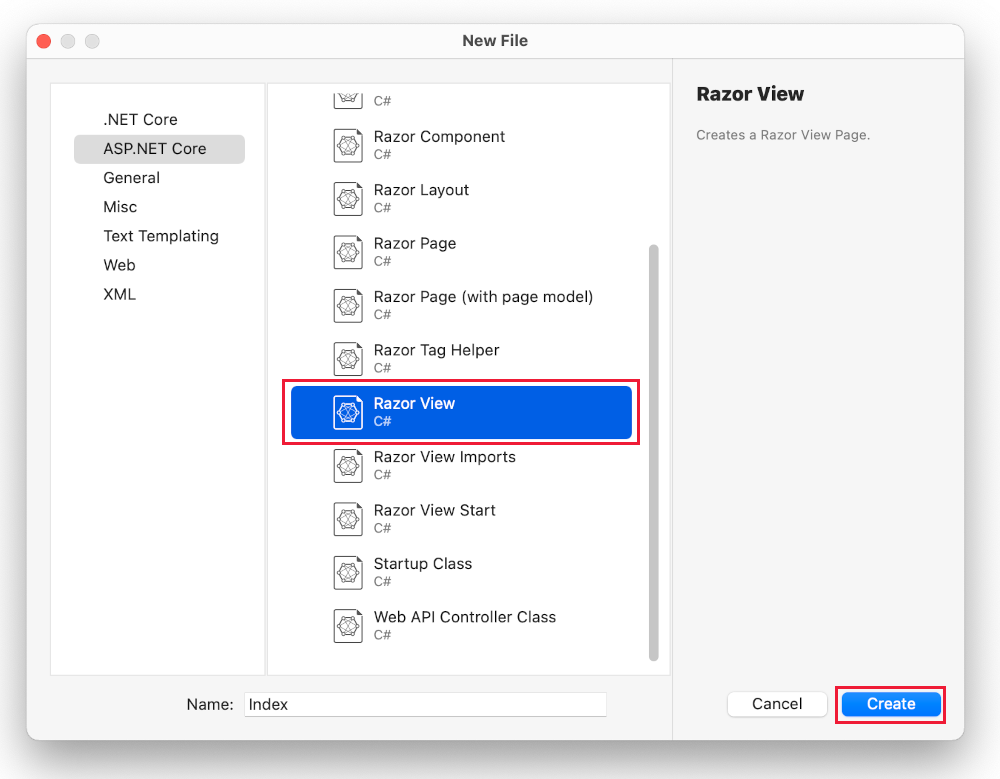 New File
.NET Core
ASP.NET Core
General
Misc
Text Templating
Web
XML
C#
Razor Component
C#
Razor Layout
C#
Razor Page
C#
Razor Page (with page model)
C#
Razor Tag Helper
C#
Razor View
C#
Razor View Imports
C#
Razor View Start
C#
Startup Class
C#
Web API Controller Class
C#
Razor View
Creates a Razor View Page.
Name: Index
Cancel
Create